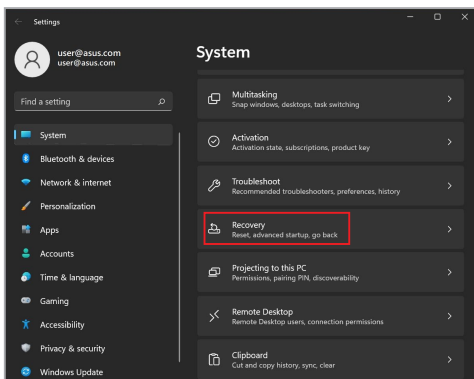 Settings
user@asus.com
user@asus.com
Find a setting
System
Bluetooth & devices
Network & internet
Personalization
Apps
Accounts
Time & language
Gaming
Accessibility
Privacy & security
Windows Update
System
Multitasking
Snap windows, desktops, task switching
Activation
Activation state, subscriptions, product key
Troubleshoot
Recommended troubleshooters, preferences, history
Recovery
Reset, advanced startup, go back
Projecting to this PC
Permissions, pairing PIN, discoverability
Remote Desktop
Remote Desktop users, connection permissions
Clipboard
Cut and copy history, sync, clear